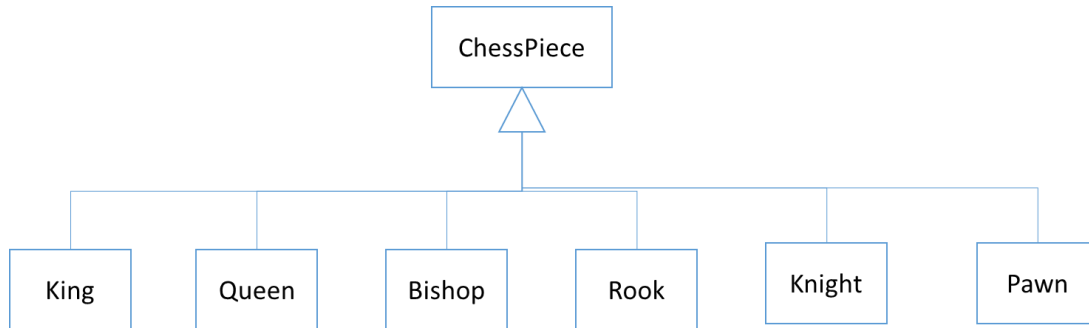 ChessPiece
King
Queen
Bishop
Rook
Knight
Pawn